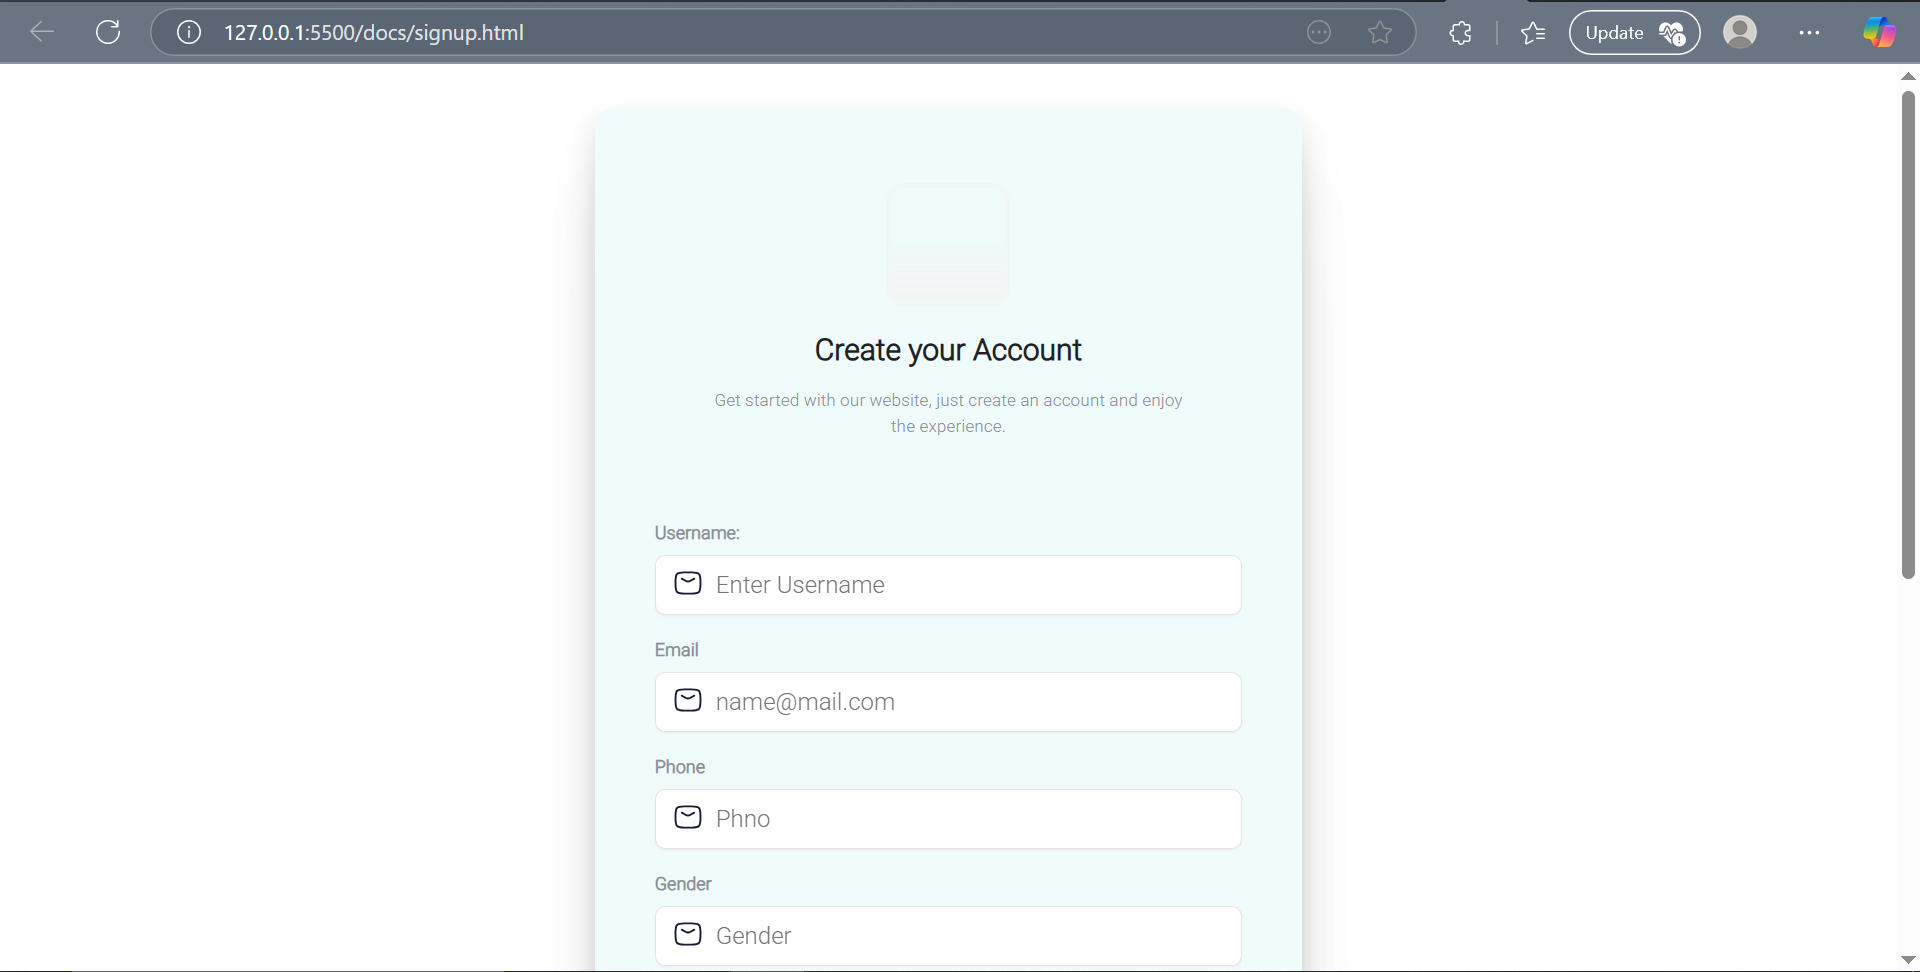 127.0.0.1:5500/docs/signup.html
Update
Create your Account
Get started with our website, just create an account and enjoy
the experience.
Username:
Enter Username
Email
name@mail.com
Phone
Phno
Gender
Gender